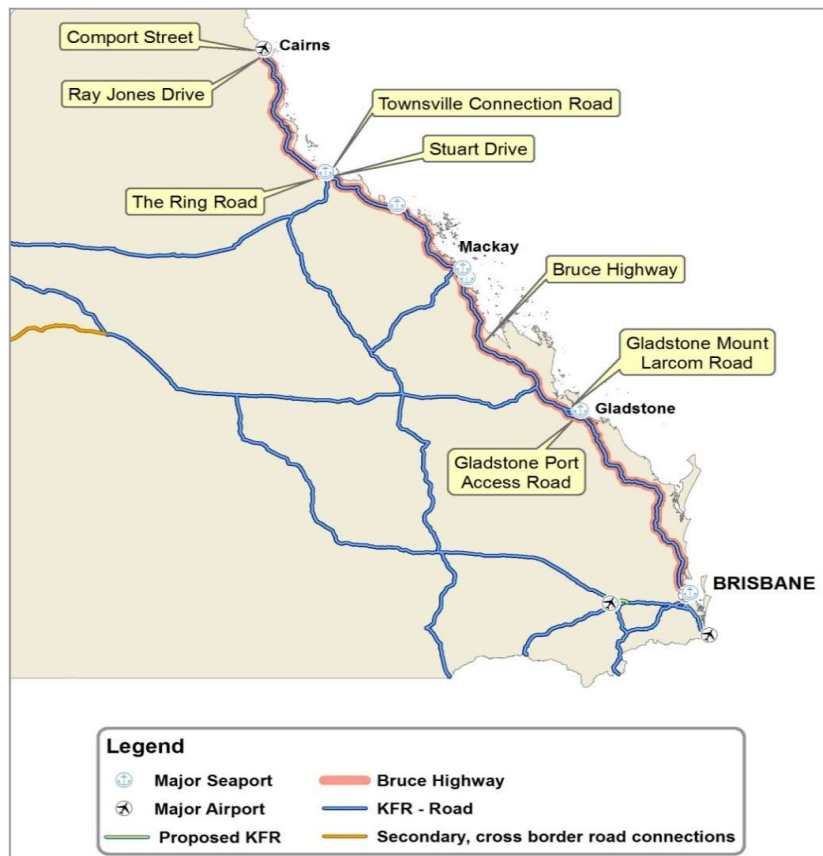 Comport Street
Cairns
Ray Jones Drive
Townsville Connection Road
Stuart Drive
The Ring Road
Mackay
Bruce Highway
Gladstone Mount
Larcom Road
Gladstone
Gladstone Port
Access Road
BRISBANE
Legend
Major Seaport
Bruce Highway
Major Airport
KFR - Road
Proposed KFR
Secondary, cross border road connections